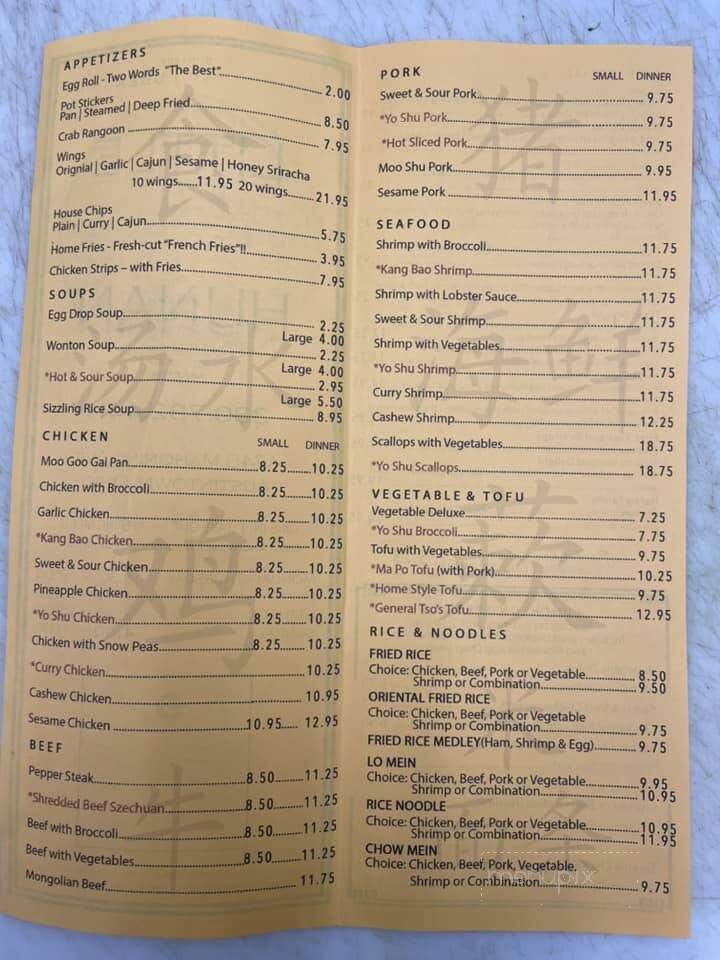 APPETIZERS
Egg Roll - Two Words "The Best". 2.00
Pot Stickers
Pan | Steamed | Deep Fried 8.50
Crab Rangoon 7.95
Wings
Orignial | Garlic | Cajun | Sesame | Honey Sriracha
10 wings......11.95 20 wings 21.95
House Chips
Plain | Curry | Cajun 5.75
Home Fries - Fresh-cut "French Fries"!! 3.95
Chicken Strips – with Fries 7.95
SOUPS
Egg Drop Soup 2.25
Large 4.00
Wonton Soup 2.25
Large 4.00
*Hot & Sour Soup 2.95
Large 5.50
Sizzling Rice Soup 8.95
CHICKEN SMALL DINNER
Moo Goo Gai Pan 8.25 10.25
Chicken with Broccoli 8.25 10.25
Garlic Chicken 8.25 10.25
*Kang Bao Chicken 8.25 10.25
Sweet & Sour Chicken 8.25 10.25
Pineapple Chicken 8.25 10.25
*Yo Shu Chicken 8.25 10.25
Chicken with Snow Peas 8.25 10.25
*Curry Chicken 10.25
Cashew Chicken 10.95
Sesame Chicken 10.95 12.95
BEEF
Pepper Steak 8.50 11.25
*Shredded Beef Szechuan 8.50 11.25
Beef with Broccoli 8.50 11.25
Beef with Vegetables 8.50 11.25
Mongolian Beef 11.75
食
湯水
鸡
牛
PORK SMALL DINNER
Sweet & Sour Pork 9.75
*Yo Shu Pork 9.75
*Hot Sliced Pork 9.75
Moo Shu Pork 9.95
Sesame Pork 11.95
SEAFOOD
Shrimp with Broccoli 11.75
*Kang Bao Shrimp 11.75
Shrimp with Lobster Sauce 11.75
Sweet & Sour Shrimp 11.75
Shrimp with Vegetables 11.75
*Yo Shu Shrimp 11.75
Curry Shrimp 11.75
Cashew Shrimp 12.25
Scallops with Vegetables 18.75
*Yo Shu Scallops 18.75
VEGETABLE & TOFU
Vegetable Deluxe 7.25
*Yo Shu Broccoli 7.75
Tofu with Vegetables 9.75
*Ma Po Tofu (with Pork) 10.25
*Home Style Tofu 9.75
*General Tso's Tofu 12.95
RICE & NOODLES
FRIED RICE
Choice: Chicken, Beef, Pork or Vegetable 8.50
Shrimp or Combination 9.50
ORIENTAL FRIED RICE
Choice: Chicken, Beef, Pork or Vegetable
Shrimp or Combination 9.75
FRIED RICE MEDLEY(Ham, Shrimp & Egg) 9.75
LO MEIN
Choice: Chicken, Beef, Pork or Vegetable 9.95
Shrimp or Combination 10.95
RICE NOODLE
Choice: Chicken, Beef, Pork or Vegetable 10.95
Shrimp or Combination 11.95
CHOW MEIN
Choice: Chicken, Beef, Pork, Vegetable,
Shrimp or Combination 9.75
猪
海鲜
menupix